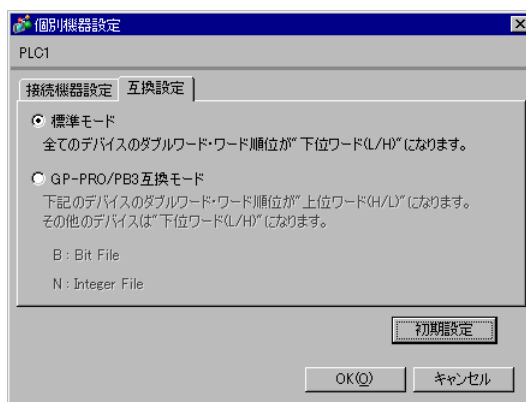 個別機器設定
PLC1
接続機器設定 互換設定
標準モード
全てのデバイスのダブルワード・ワード順位が"下位ワード(L/H)"になります。
GP-PRO/PB3互換モード
下記のデバイスのダブルワード・ワード順位が"上位ワード(H/L)"になります。
その他のデバイスは"下位ワード(L/H)"になります。
B : Bit File
N : Integer File
初期設定
OK(O) キャンセル